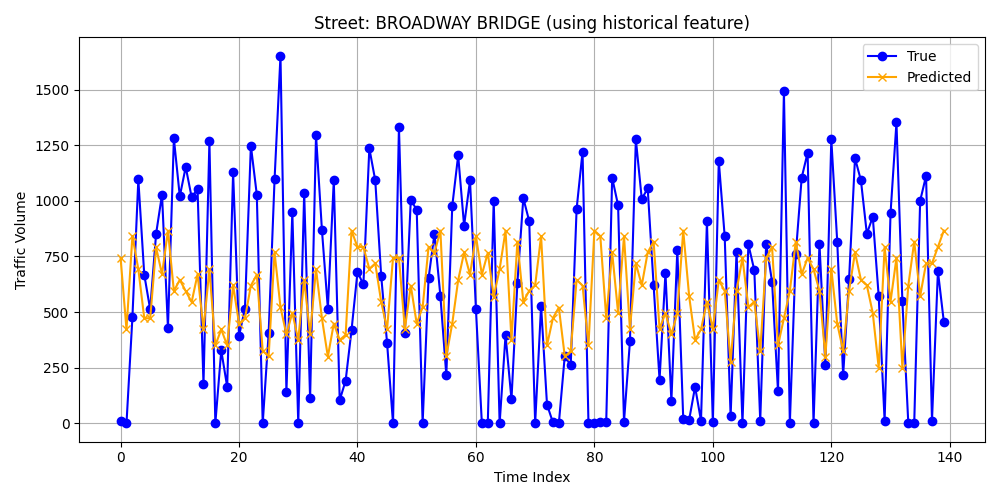 Street: BROADWAY BRIDGE (using historical feature)
True
Predicted
Traffic Volume
1500
1250
1000
750
500
250
0
0 20 40 60 80 100 120 140
Time Index